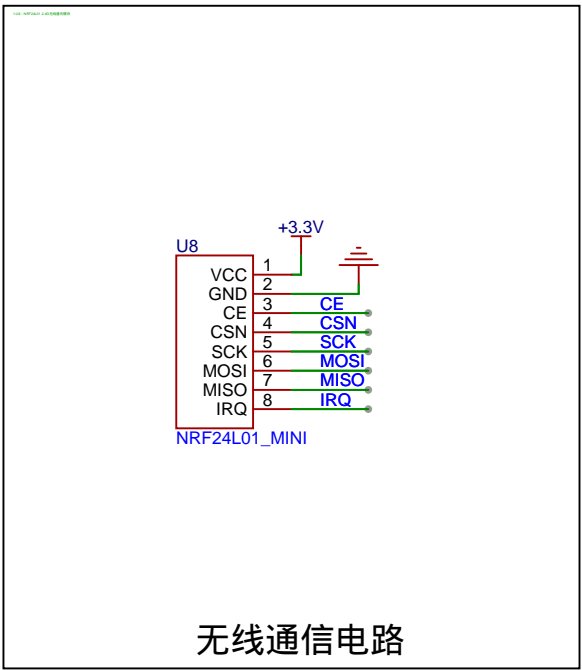 +3.3V
U8
VCC 1
GND 2
CE 3 CE
CSN 4 CSN
SCK 5 SCK
MOSI 6 MOSI
MISO 7 MISO
IRQ 8 IRQ
NRF24L01_MINI
无线通信电路